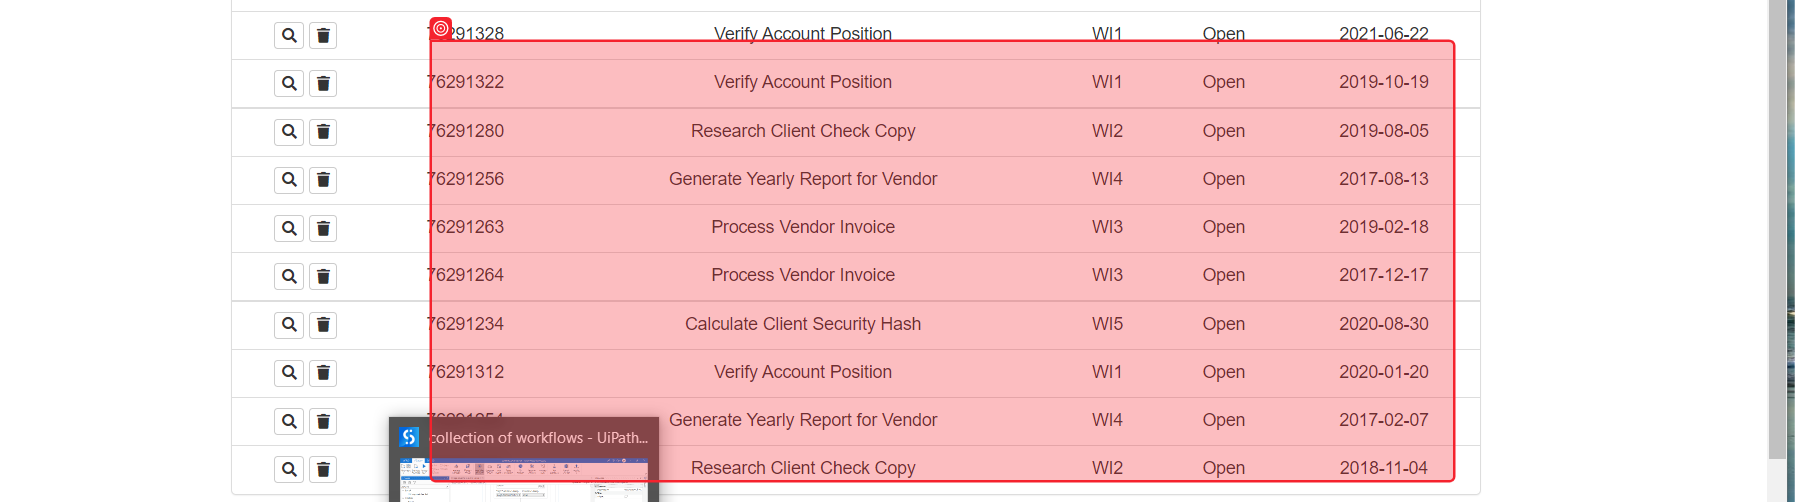 291328 Verify Account Position WI1 Open 2021-06-22
76291322 Verify Account Position WI1 Open 2019-10-19
76291280 Research Client Check Copy WI2 Open 2019-08-05
76291256 Generate Yearly Report for Vendor WI4 Open 2017-08-13
76291263 Process Vendor Invoice WI3 Open 2019-02-18
76291264 Process Vendor Invoice WI3 Open 2017-12-17
76291234 Calculate Client Security Hash WI5 Open 2020-08-30
76291312 Verify Account Position WI1 Open 2020-01-20
Generate Yearly Report for Vendor WI4 Open 2017-02-07
collection of workflows - UiPath...
Research Client Check Copy WI2 Open 2018-11-04